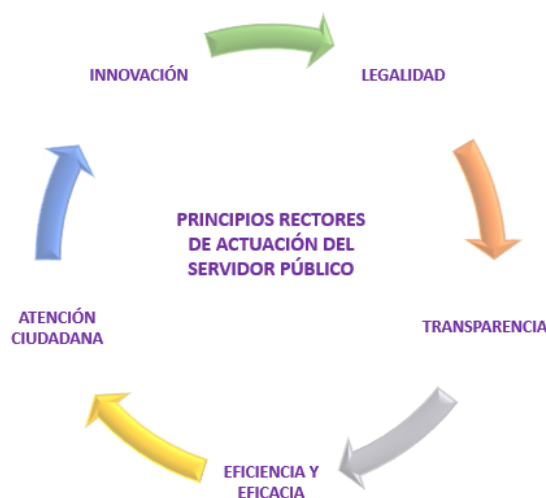 INNOVACIÓN
LEGALIDAD
PRINCIPIOS RECTORES
DE ACTUACIÓN DEL
SERVIDOR PÚBLICO
ATENCIÓN
CIUDADANA
TRANSPARENCIA
EFICIENCIA Y
EFICACIA